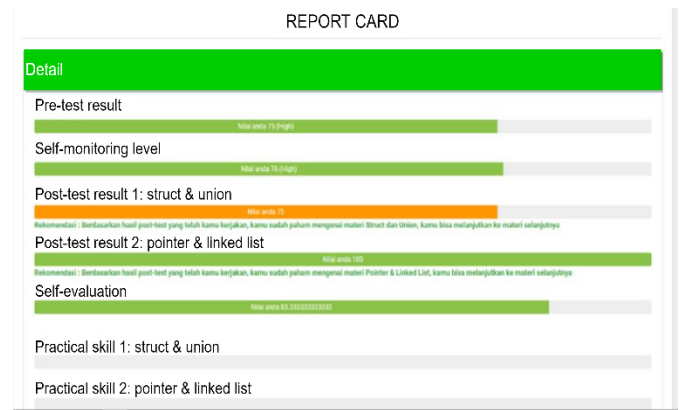 REPORT CARD
Detail
Pre-test result
Nilai anda 75 (High)
Self-monitoring level
Nilai anda 76 (High)
Post-test result 1: struct & union
Nilai anda 75
Rekomendasi : Berdasarkan hasil post-test yang telah kamu kerjakan, kamu sudah paham mengenai materi Struct dan Union, kamu bisa melanjutkan ke materi selanjutnya
Post-test result 2: pointer & linked list
Nilai anda 100
Rekomendasi : Berdasarkan hasil post-test yang telah kamu kerjakan, kamu sudah paham mengenai materi Pointer & Linked List, kamu bisa melanjutkan ke materi selanjutnya
Self-evaluation
Nilai anda 83.333333333333
Practical skill 1: struct & union
Practical skill 2: pointer & linked list